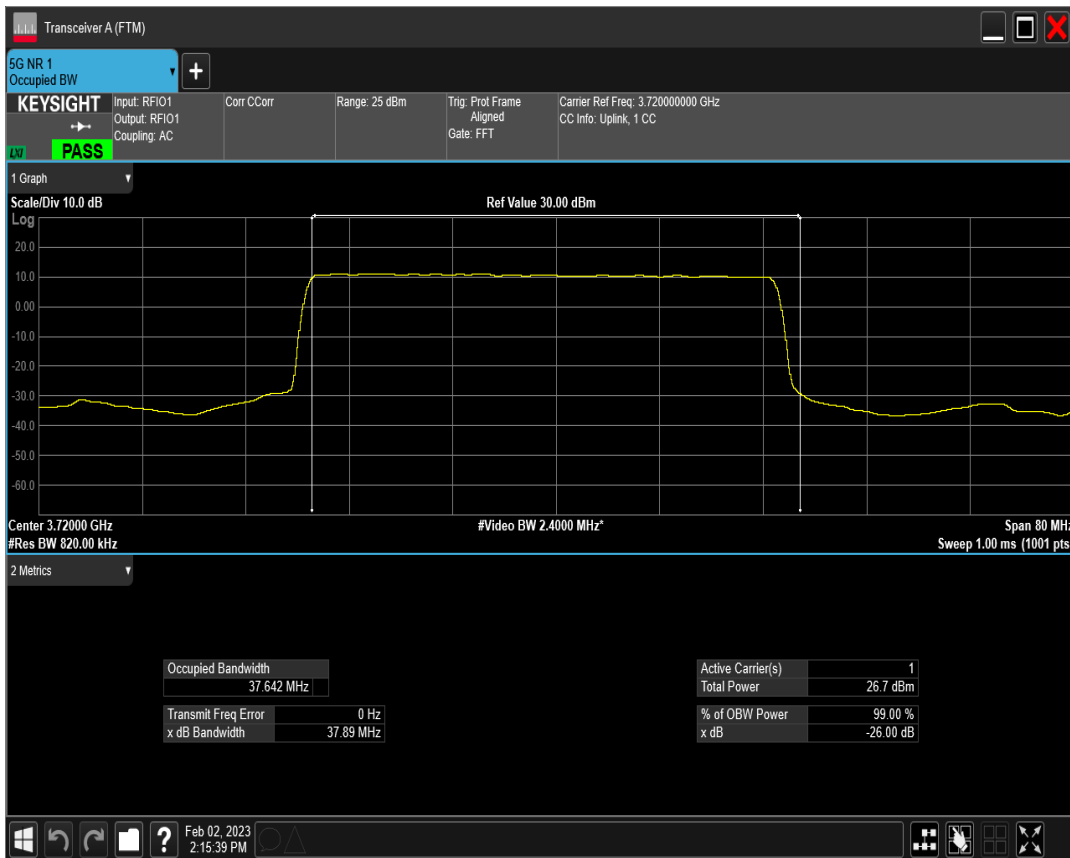 Transceiver A (FTM)
5G NR 1
Occupied BW
+
KEYSIGHT
LXI
PASS
Input: RFIO1
Output: RFIO1
Coupling: AC
Corr CCorr
Range: 25 dBm
Trig: Prot Frame
Aligned
Gate: FFT
Carrier Ref Freq: 3.720000000 GHz
CC Info: Uplink, 1 CC
1 Graph
Scale/Div 10.0 dB
Ref Value 30.00 dBm
Log
20.0
10.0
0.00
-10.0
-20.0
-30.0
-40.0
-50.0
-60.0
Center 3.72000 GHz
#Video BW 2.4000 MHz*
Span 80 MHz
#Res BW 820.00 kHz
Sweep 1.00 ms (1001 pts
2 Metrics
Occupied Bandwidth
37.642 MHz
Transmit Freq Error 0 Hz
x dB Bandwidth 37.89 MHz
Active Carrier(s) 1
Total Power 26.7 dBm
% of OBW Power 99.00 %
x dB -26.00 dB
?
Feb 02, 2023
2:15:39 PM